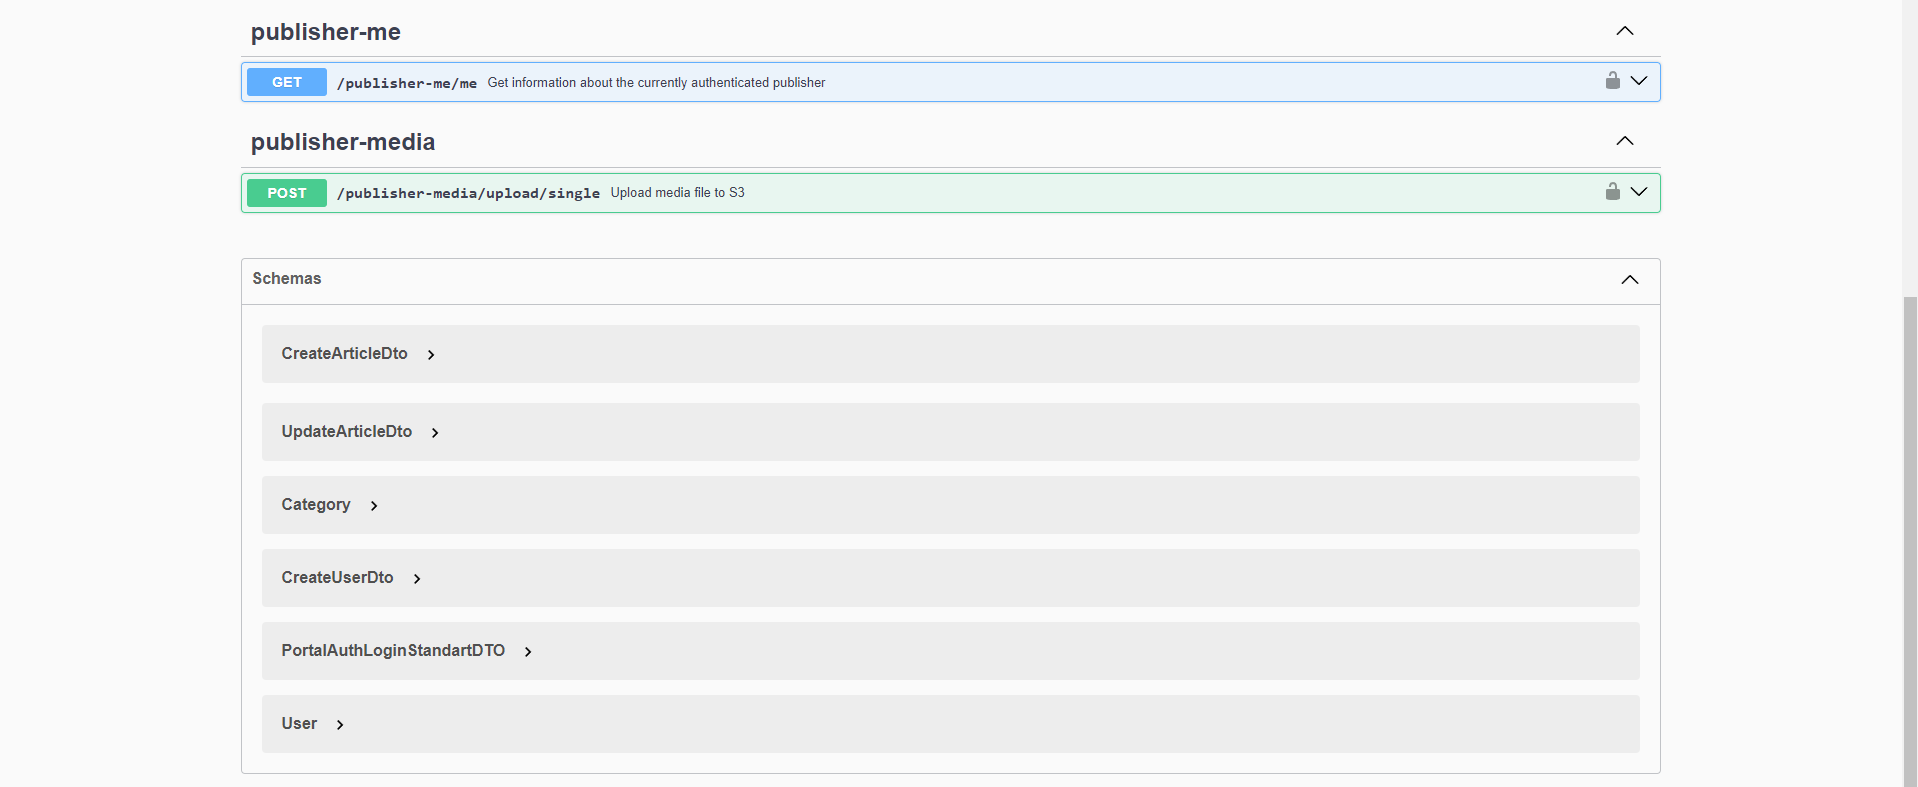 publisher-me
GET /publisher-me/me Get information about the currently authenticated publisher
publisher-media
POST /publisher-media/upload/single Upload media file to S3
Schemas
CreateArticleDto
UpdateArticleDto
Category
CreateUserDto
PortalAuthLoginStandartDTO
User